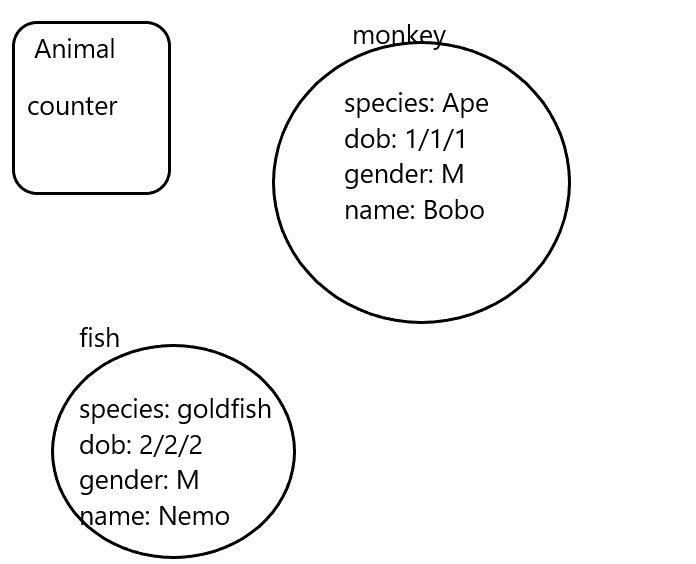 Animal
counter
monkey
species: Ape
dob: 1/1/1
gender: M
name: Bobo
fish
species: goldfish
dob: 2/2/2
gender: M
name: Nemo